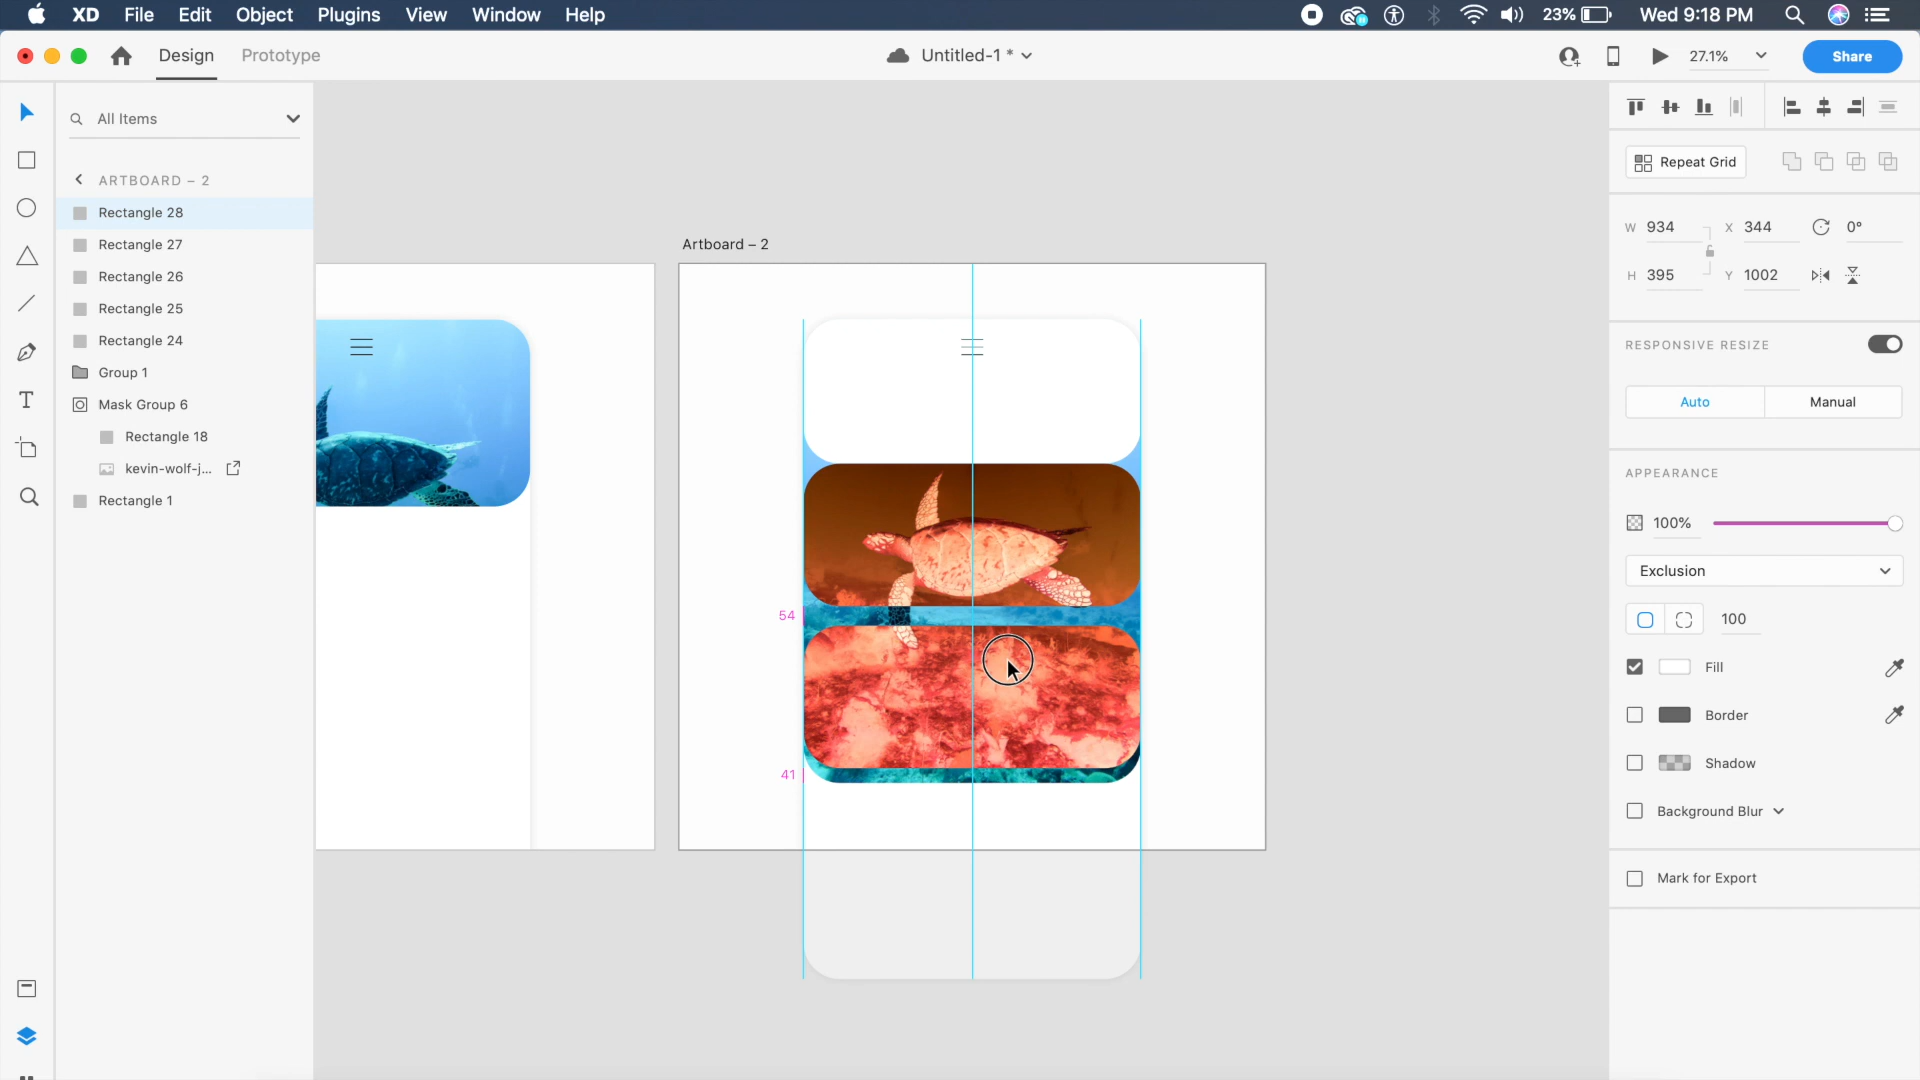 XD File Edit Object Plugins View Window Help 23% Wed 9:18 PM
Design Prototype Untitled-1 * 27.1% Share
All Items
ARTBOARD – 2
Rectangle 28
Rectangle 27
Rectangle 26
Rectangle 25
Rectangle 24
Group 1
Mask Group 6
Rectangle 18
kevin-wolf-j...
Rectangle 1
Artboard – 2
54
41
Repeat Grid
W 934 X 344 0°
H 395 Y 1002
RESPONSIVE RESIZE
Auto Manual
APPEARANCE
100%
Exclusion
100
Fill
Border
Shadow
Background Blur
Mark for Export